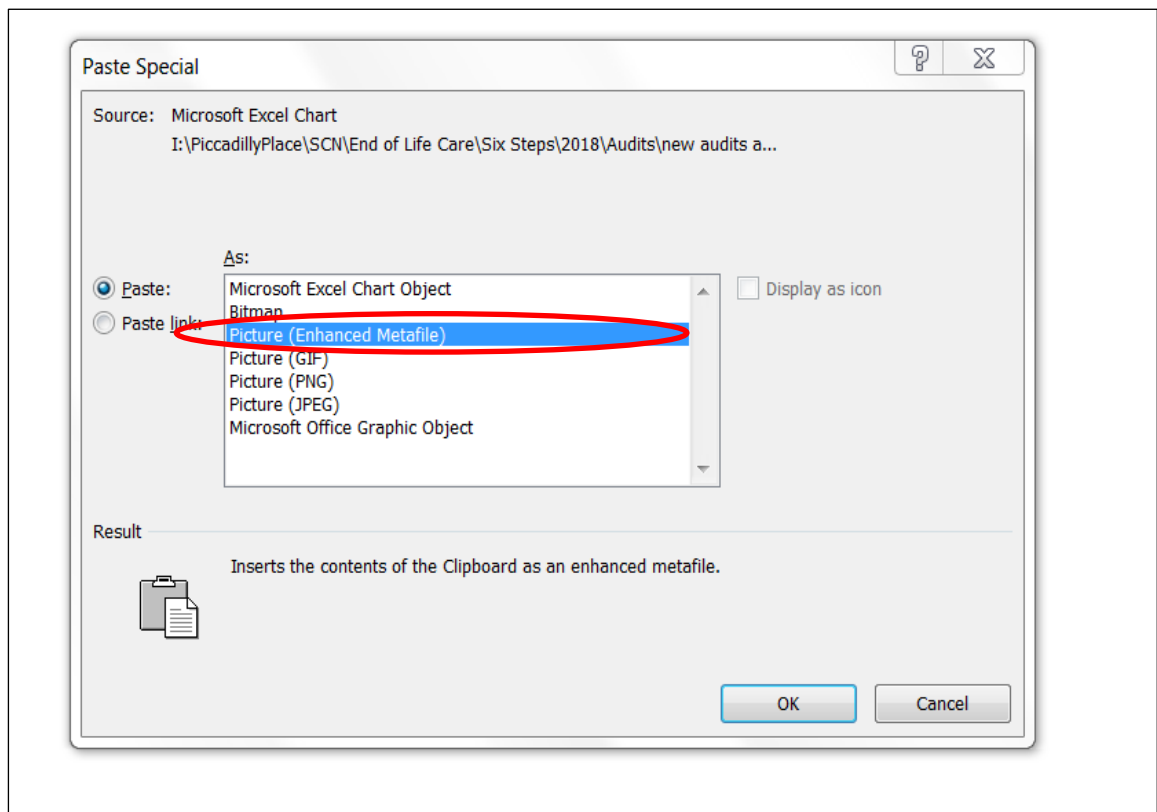 Paste Special
Source: Microsoft Excel Chart
I:\PiccadillyPlace\SCN\End of Life Care\Six Steps\2018\Audits\new audits a...
As:
Paste:
Paste link:
Microsoft Excel Chart Object
Bitmap
Picture (Enhanced Metafile)
Picture (GIF)
Picture (PNG)
Picture (JPEG)
Microsoft Office Graphic Object
Display as icon
Result
Inserts the contents of the Clipboard as an enhanced metafile.
OK
Cancel